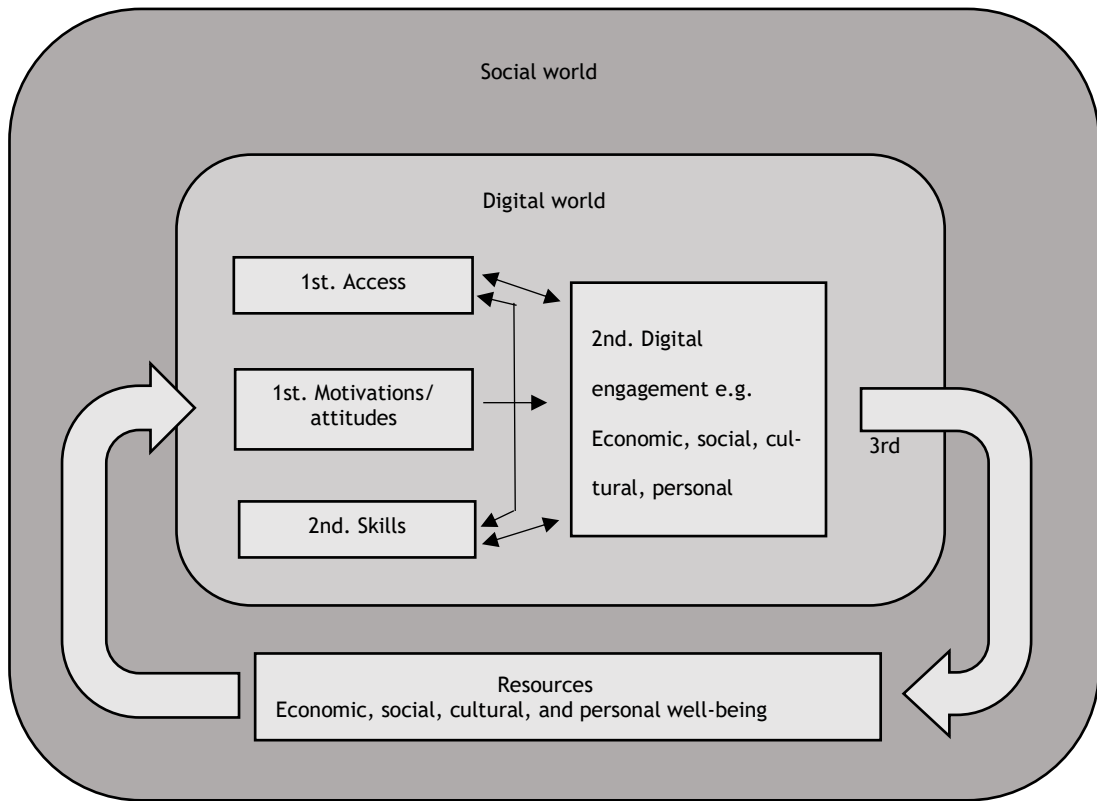 Social world
Digital world
1st. Access
1st. Motivations/
attitudes
2nd. Skills
2nd. Digital
engagement e.g.
Economic, social, cul-
tural, personal
3rd
Resources
Economic, social, cultural, and personal well-being